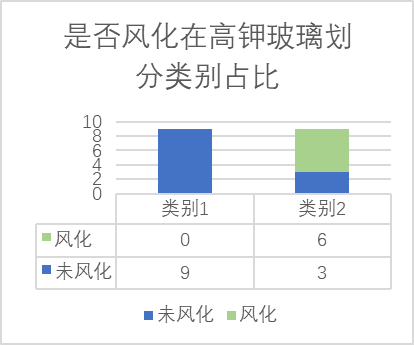 是否风化在高钾玻璃划
分类别占比
10
8
6
4
2
0
类别1 类别2
风化 0 6
未风化 9 3
未风化 风化